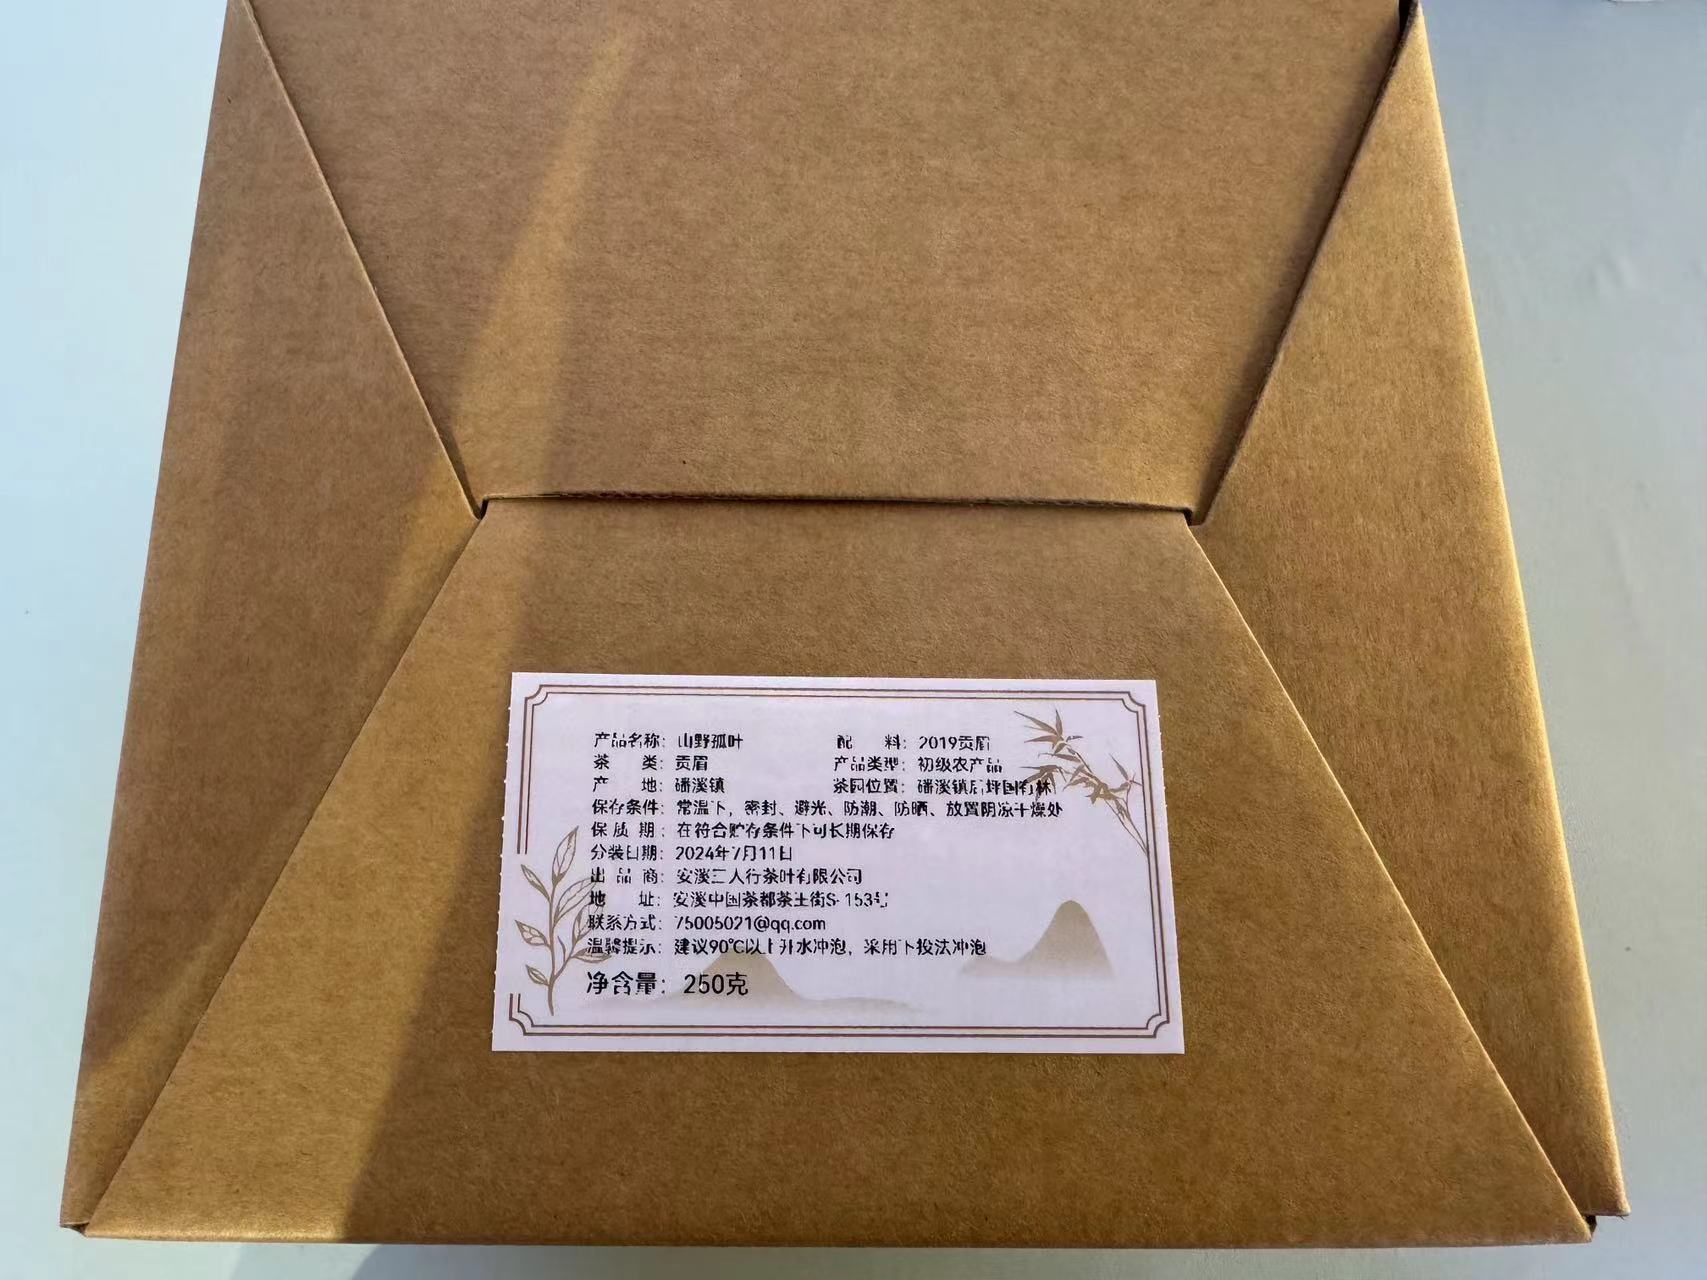 产品名称：山野孤叶 配 料：2019贡眉
茶 类：贡眉 产品类型：初级农产品
产 地：磻溪镇 茶园位置：磻溪镇后坪国有林
保存条件：常温下，密封、避光、防潮、防晒、放置阴凉干燥处
保 质 期：在符合贮存条件下可长期保存
分装日期：2024年7月11日
出 品 商：安溪三人行茶叶有限公司
地 址：安溪中国茶都茶王街S-153号
联系方式：75005021@qq.com
温馨提示：建议90℃以上开水冲泡，采用下投法冲泡
净含量：250克